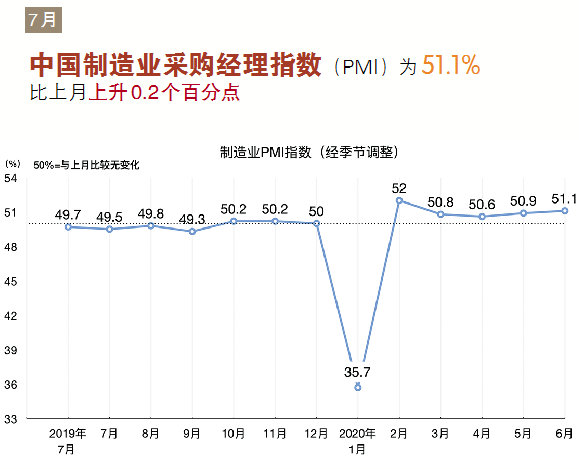 7月
中国制造业采购经理指数（PMI）为51.1%
比上月上升0.2个百分点
制造业PMI指数（经季节调整）
(%) 50%=与上月比较无变化
54
51
48
45
42
39
36
33
49.7 49.5 49.8 49.3 50.2 50.2 50 35.7 52 50.8 50.6 50.9 51.1
2019年 7月 8月 9月 10月 11月 12月 2020年 2月 3月 4月 5月 6月
7月 1月